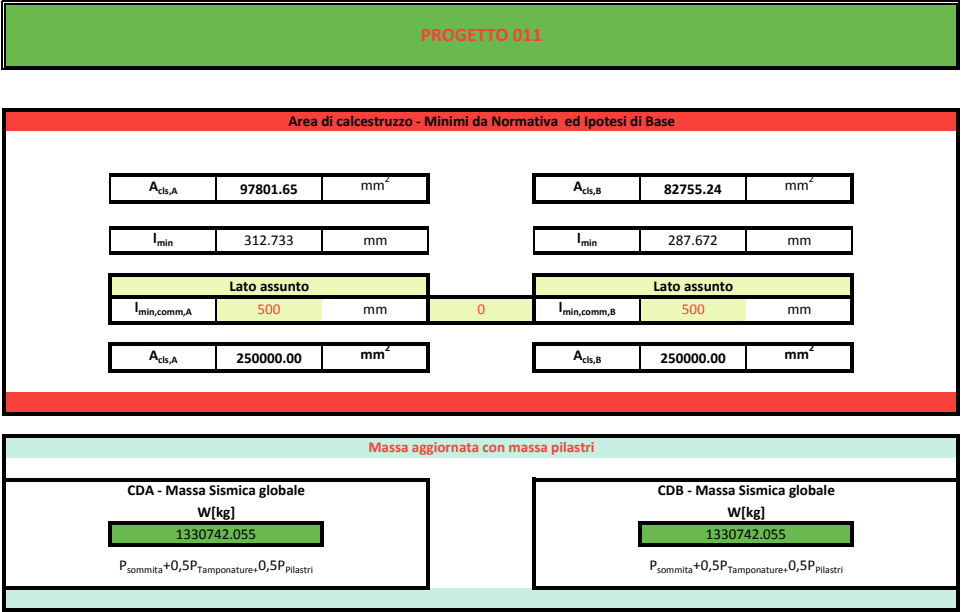 PROGETTO 011
Area di calcestruzzo - Minimi da Normativa ed Ipotesi di Base
Acls,A 97801.65 mm2 Acls,B 82755.24 mm2
lmin 312.733 mm lmin 287.672 mm
Lato assunto Lato assunto
lmin,comm,A 500 mm 0 lmin,comm,B 500 mm
Acls,A 250000.00 mm2 Acls,B 250000.00 mm2
Massa aggiornata con massa pilastri
CDA - Massa Sismica globale CDB - Massa Sismica globale
W[kg] W[kg]
1330742.055 1330742.055
Psommita+0,5PTamponature+0,5PPilastri Psommita+0,5PTamponature+0,5PPilastri